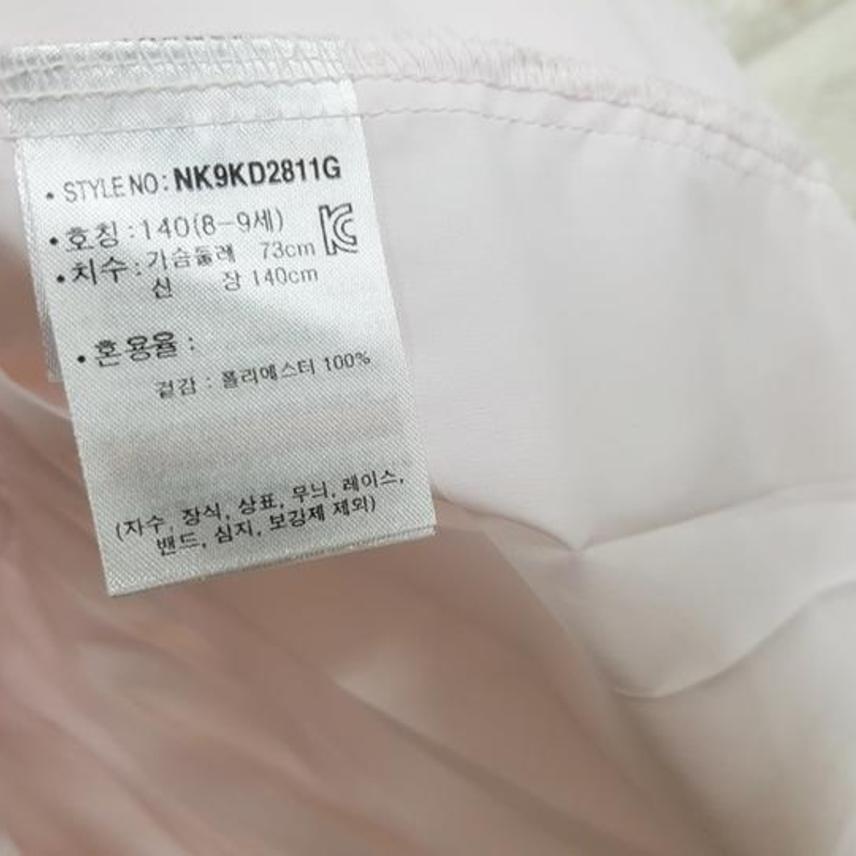 • STYLE NO : NK9KD2811G
• 호칭 : 140(8-9세)
• 치수 : 가슴둘레 73cm
신 장 140cm
• 혼용율 :
겉감 : 폴리에스터 100%
(자수, 장식, 상표, 무늬, 레이스,
밴드, 심지, 보강제 제외)